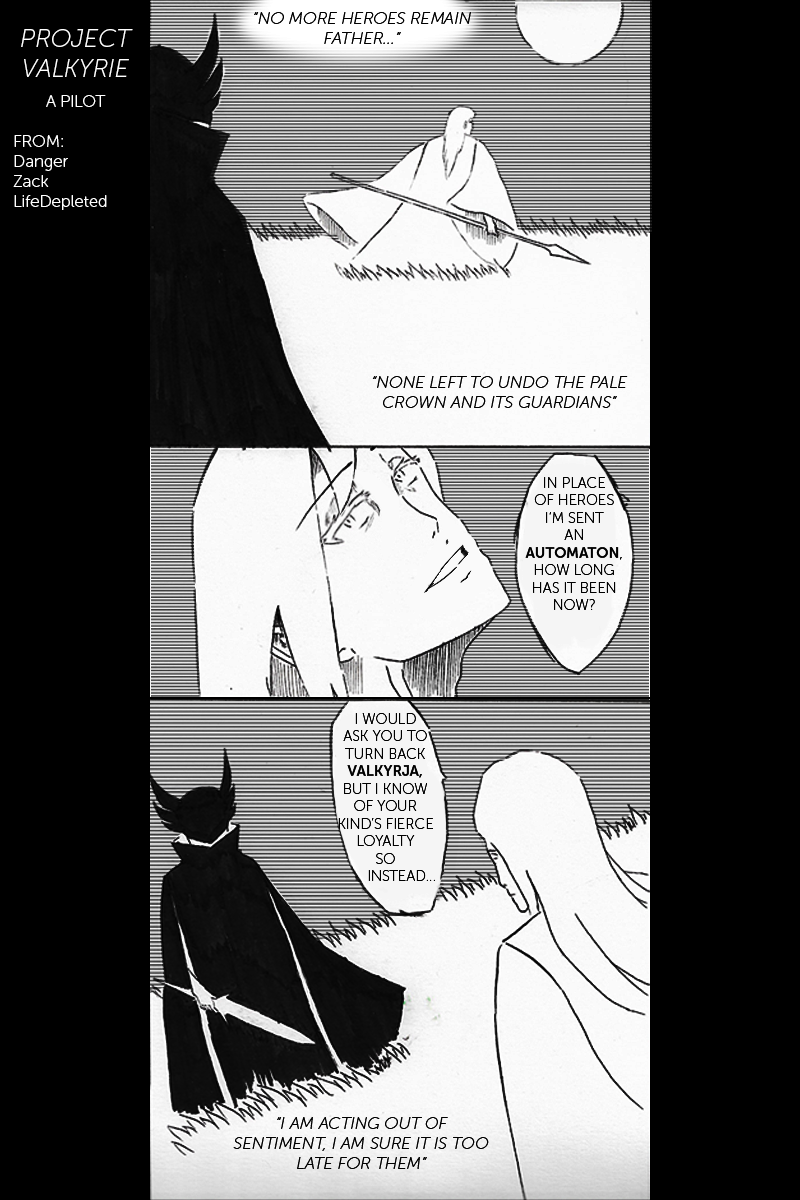 PROJECT
VALKYRIE
A PILOT
FROM:
Danger
Zack
LifeDepleted
"NO MORE HEROES REMAIN
FATHER..."
"NONE LEFT TO UNDO THE PALE
CROWN AND ITS GUARDIANS"
IN PLACE
OF HEROES
I'M SENT
AN
AUTOMATON,
HOW LONG
HAS IT BEEN
NOW?
I WOULD
ASK YOU TO
TURN BACK
VALKYRJA,
BUT I KNOW
OF YOUR
KIND'S FIERCE
LOYALTY
SO
INSTEAD...
"I AM ACTING OUT OF
SENTIMENT, I AM SURE IT IS TOO
LATE FOR THEM"